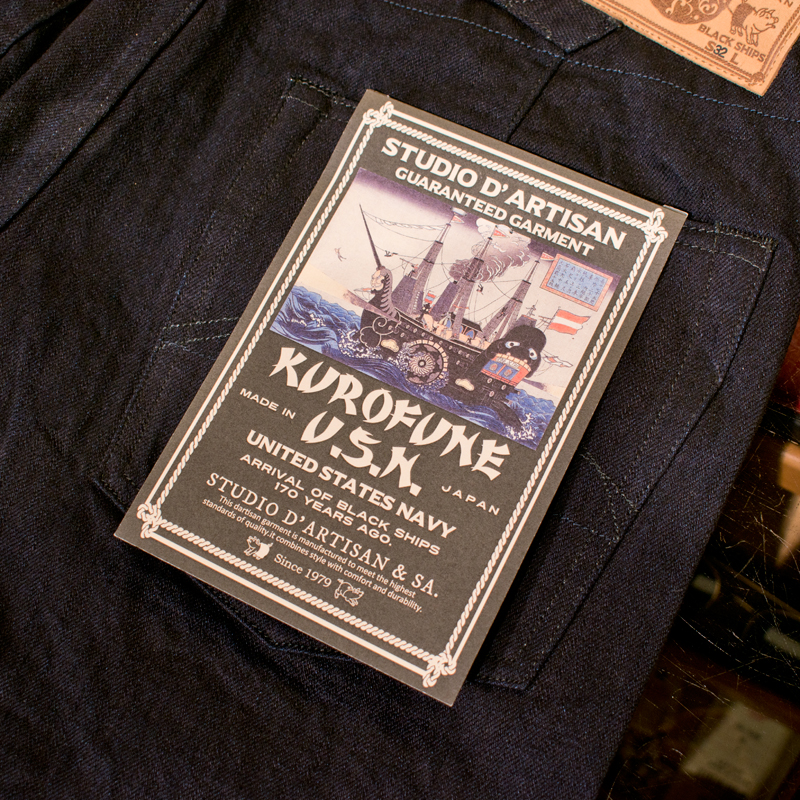 BLACK SHIPS
S 32 L
STUDIO D'ARTISAN
GUARANTEED GARMENT
KUROFUNE
MADE IN
U.S.N.
JAPAN
UNITED STATES NAVY
ARRIVAL OF BLACK SHIPS
170 YEARS AGO.
STUDIO D'ARTISAN & SA.
This dartisan garment is manufactured to meet the highest
standards of quality.it combines style with comfort and durability.
Since 1979